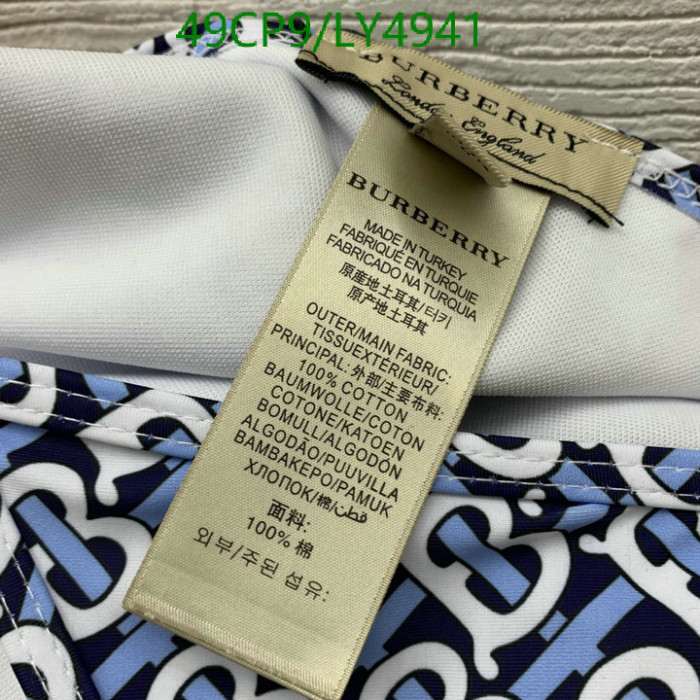 49CP9/LY4941
BURBERRY
London England
BURBERRY
MADE IN TURKEY
FABRIQUÉ EN TURQUIE
FABRICADO NA TURQUIA
原産地土耳其/터키
原产地土耳其
OUTER/MAIN FABRIC:
TISSUEXTÉRIEUR/
PRINCIPAL:外部/主要布料:
100% COTTON
BAUMWOLLE/COTON
COTONE/KATOEN
BOMULL/ALGODÓN
ALGODÃO/PUUVILLA
BAMBAKEPO/PAMUK
ХЛОПОК/棉/قطن
面料:
100% 棉
외부/주된 섬유: